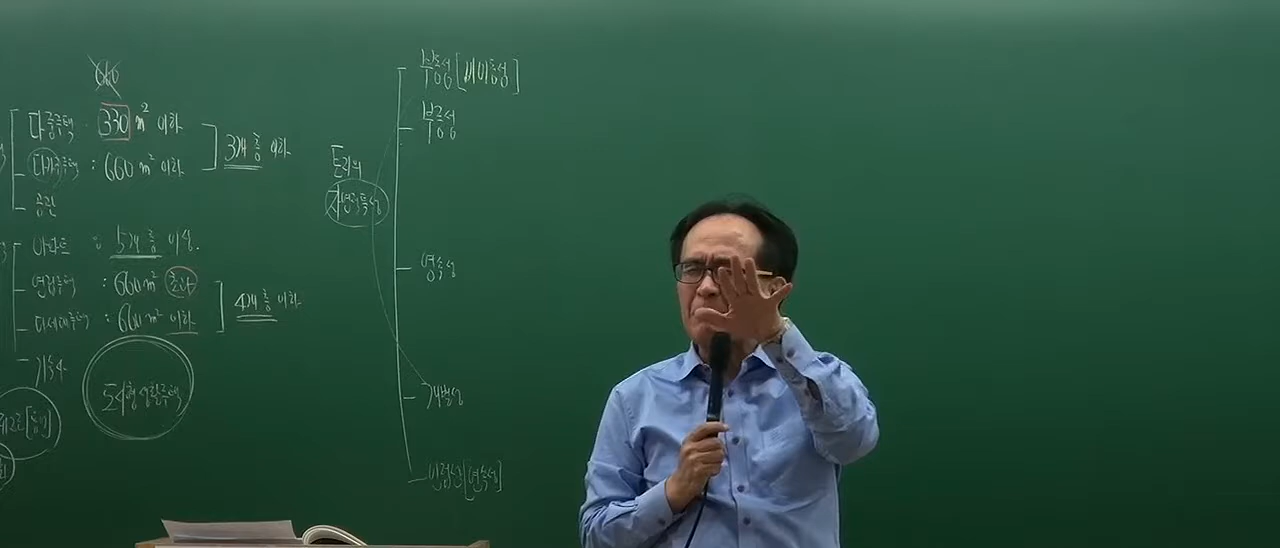 다중주택 : 330 m² 이하
3개 층 이하
다가구주택 : 660 m² 이하
공관
아파트 : 5개 층 이상.
연립주택 : 660 m² 초과
4개 층 이하
다세대주택 : 660 m² 이하
기숙사
도시형생활주택
토지의
자연적특성
부동성[비이동성]
부증성
영속성
개별성
인접성[연속성]